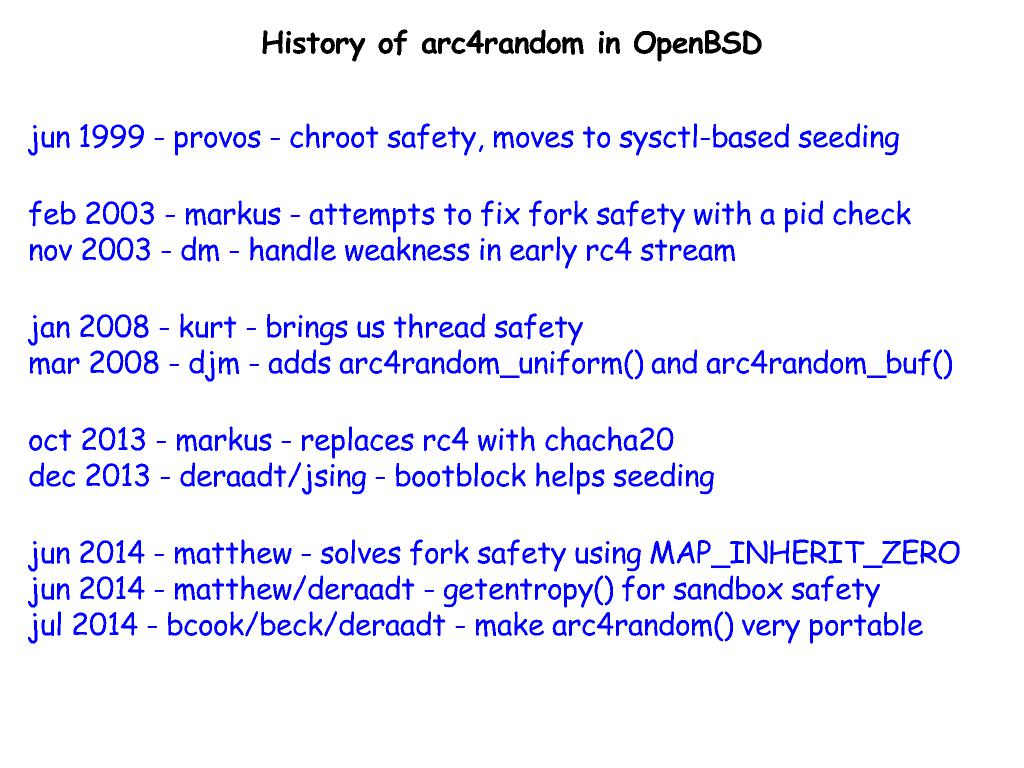 History of arc4random in OpenBSD
jun 1999 - provos - chroot safety, moves to sysctl-based seeding
feb 2003 - markus - attempts to fix fork safety with a pid check
nov 2003 - dm - handle weakness in early rc4 stream
jan 2008 - kurt - brings us thread safety
mar 2008 - djm - adds arc4random_uniform() and arc4random_buf()
oct 2013 - markus - replaces rc4 with chacha20
dec 2013 - deraadt/jsing - bootblock helps seeding
jun 2014 - matthew - solves fork safety using MAP_INHERIT_ZERO
jun 2014 - matthew/deraadt - getentropy() for sandbox safety
jul 2014 - bcook/beck/deraadt - make arc4random() very portable